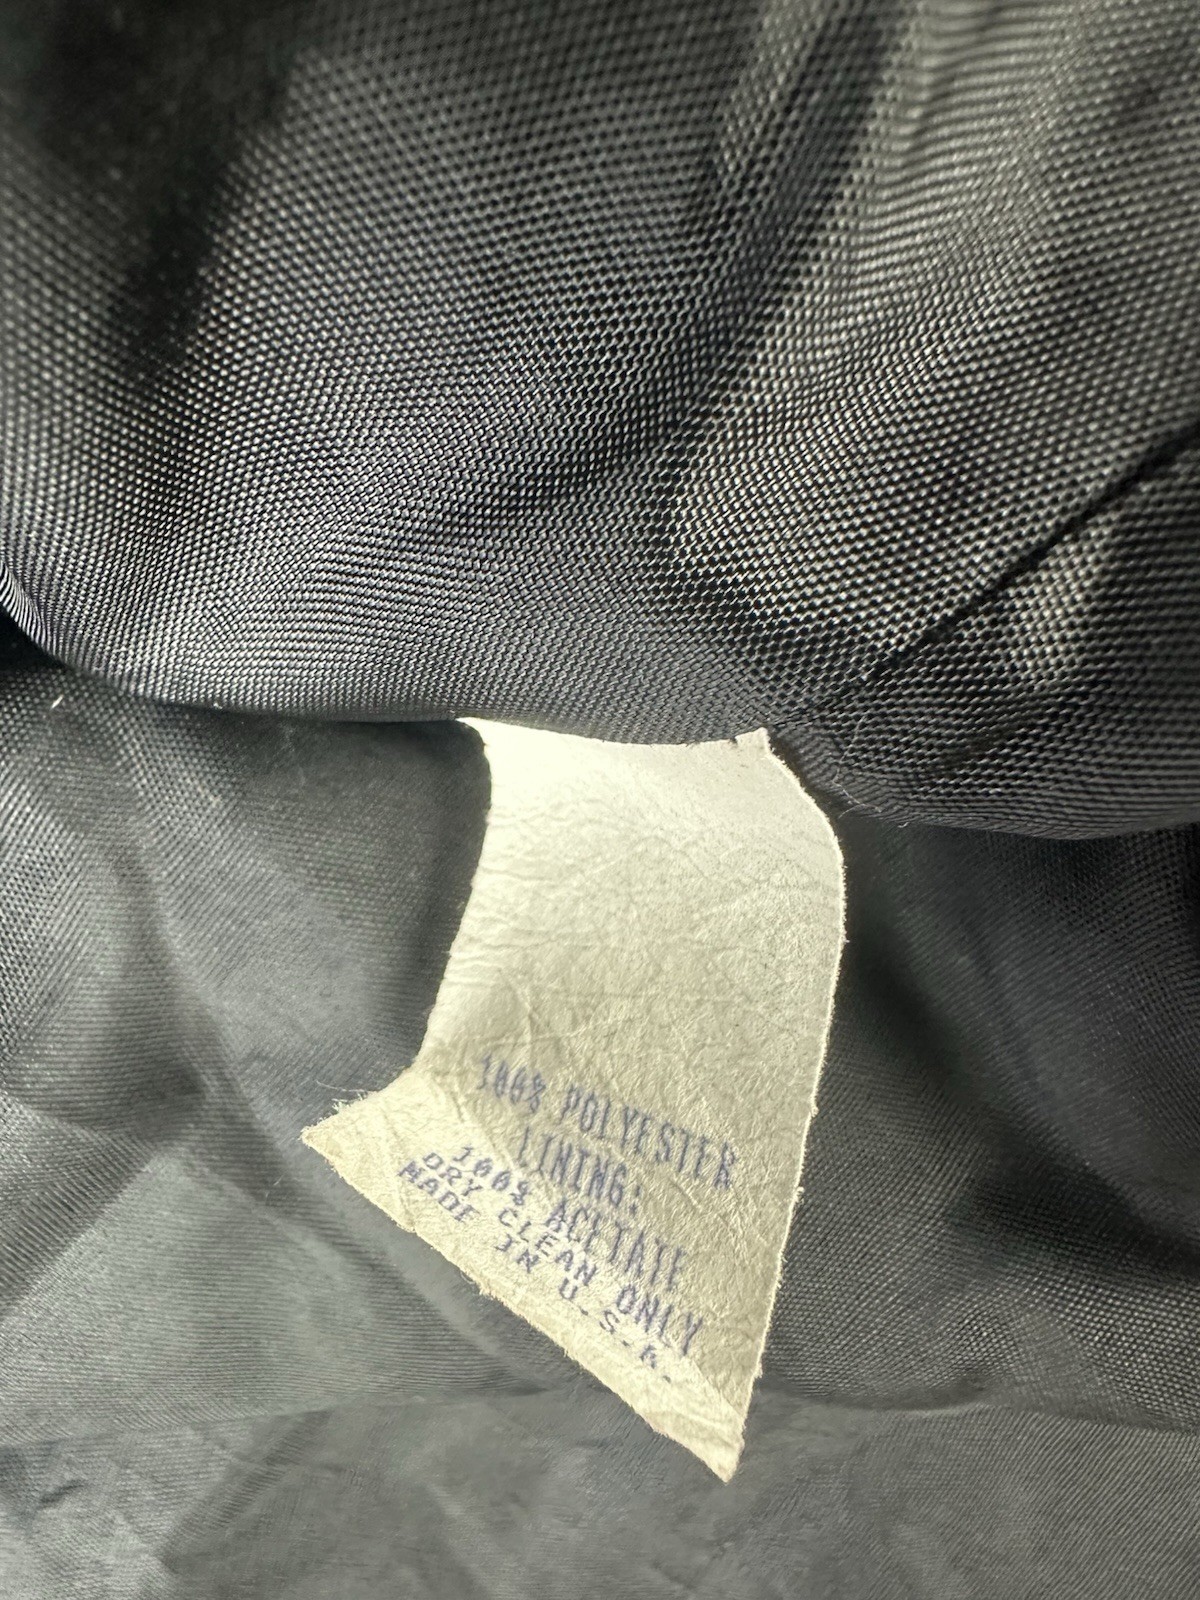 100% POLYESTER
LINING:
100% ACETATE
DRY CLEAN ONLY
MADE IN U.S.A.